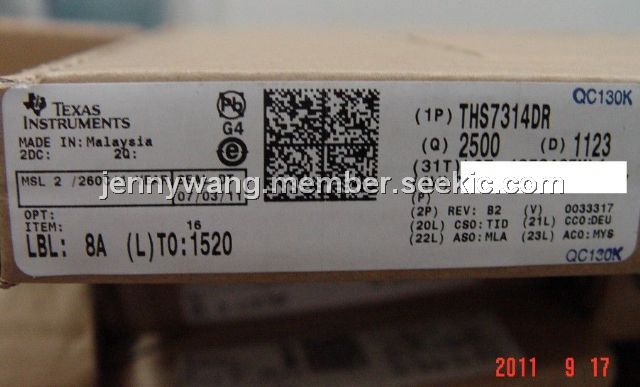 TEXAS
INSTRUMENTS
MADE IN: Malaysia
2DC: 2Q:
MSL 2 /260
07/03/11
OPT:
ITEM: 16
LBL: 8A (L)TO:1520
Pb
G4
e
QC130K
(1P) THS7314DR
(Q) 2500 (D) 1123
(31T)
(P)
(2P) REV: B2 (V) 0033317
(20L) CSO:TID (21L) CCO:DEU
(22L) ASO:MLA (23L) ACO:MYS
QC130K
jennywang.member.seekic.com
2011 9 17